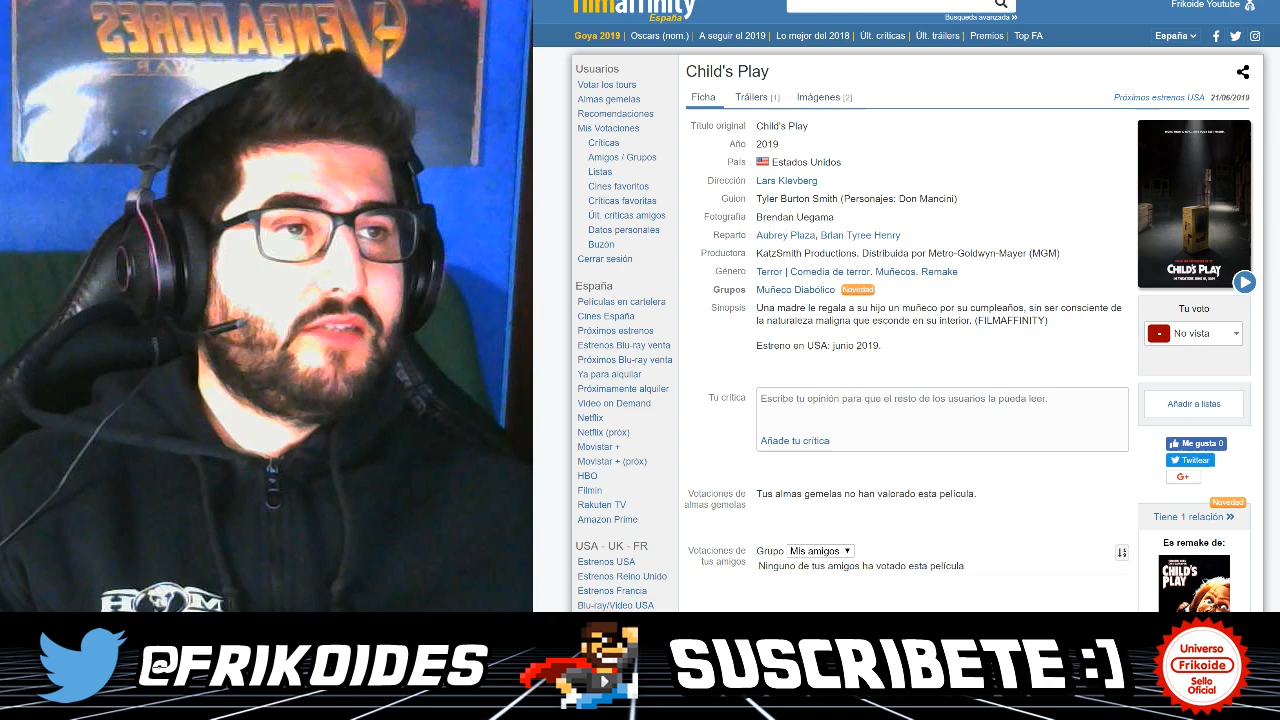 VENGADORES
WAR
HOM
filmaffinity
España
Búsqueda avanzada »
Frikoide Youtube
Goya 2019 | Oscars (nom.) | A seguir el 2019 | Lo mejor del 2018 | Últ. críticas | Últ. tráilers | Premios | Top FA
España
Usuarios
Votar los tours
Almas gemelas
Recomendaciones
Mis Votaciones
Críticas
Amigos / Grupos
Listas
Cines favoritos
Críticas favoritas
Últ. críticas amigos
Datos personales
Buzón
Cerrar sesión
España
Películas en cartelera
Cines España
Próximos estrenos
Estrenos Blu-ray venta
Próximos Blu-ray venta
Ya para alquilar
Próximamente alquiler
Video on Demand
Netflix
Netflix (próx)
Movistar +
Movistar + (próx)
HBO
Filmin
Rakuten TV
Amazon Prime
USA - UK - FR
Estrenos USA
Estrenos Reino Unido
Estrenos Francia
Blu-ray/Video USA
Child's Play
Ficha Tráilers [1] Imágenes [2]
Próximos estrenos USA 21/06/2019
Título original Child's Play
Año 2019
País Estados Unidos
Dirección Lars Klevberg
Guion Tyler Burton Smith (Personajes: Don Mancini)
Fotografía Brendan Uegama
Reparto Aubrey Plaza, Brian Tyree Henry
Productora KatzSmith Productions. Distribuida por Metro-Goldwyn-Mayer (MGM)
Género Terror | Comedia de terror. Muñecos. Remake
Grupos Muñeco Diabólico Novedad
Sinopsis Una madre le regala a su hijo un muñeco por su cumpleaños, sin ser consciente de
la naturaleza maligna que esconde en su interior. (FILMAFFINITY)
Estreno en USA: junio 2019.
Tu crítica Escribe tu opinión para que el resto de los usuarios la pueda leer.
Añade tu crítica
Votaciones de
almas gemelas
Tus almas gemelas no han valorado esta película.
Votaciones de
tus amigos
Grupo Mis amigos
Ninguno de tus amigos ha votado esta película
CHILD'S PLAY
Tu voto
- No vista
Añadir a listas
Me gusta 0
Twittear
G+
Novedad
Tiene 1 relación »
Es remake de:
CHILD'S
PLAY
@FRIKOIDES
SUSCRIBETE :)
Universo
Frikoide
Sello
Oficial